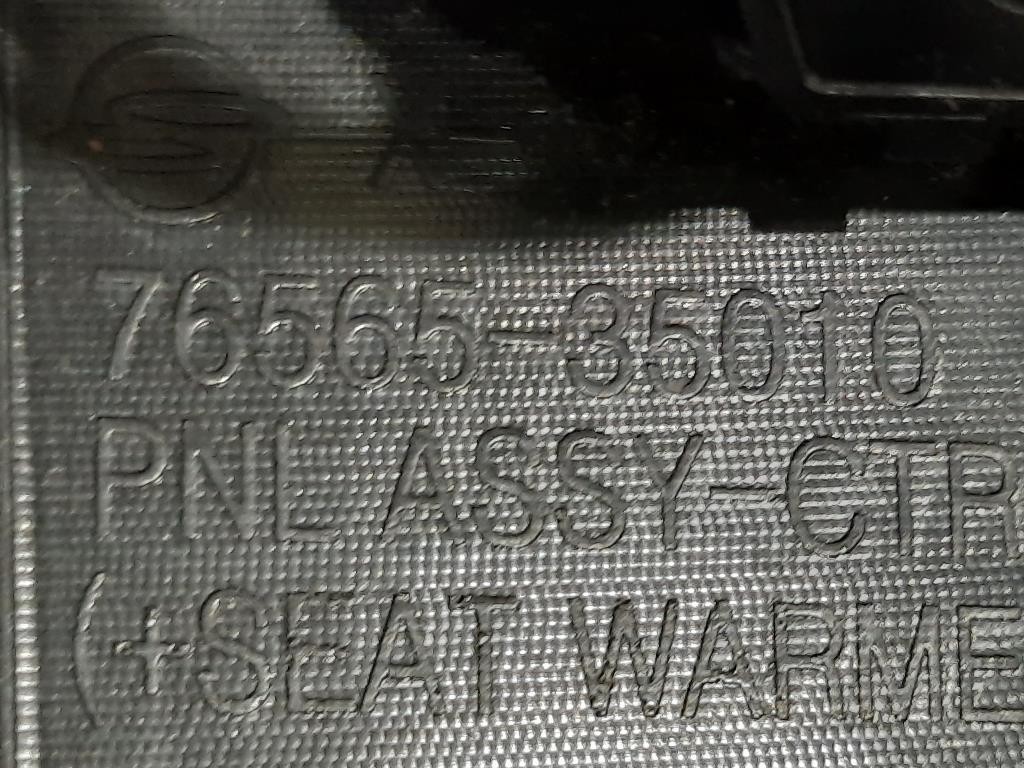 76565-35010
PNL ASSY-CTR
(+SEAT WARME